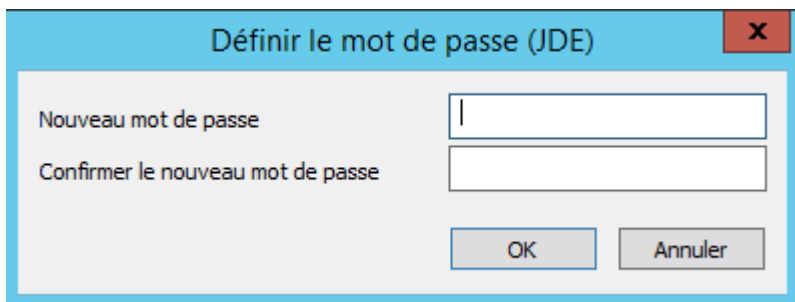 Définir le mot de passe (JDE)
x
Nouveau mot de passe
Confirmer le nouveau mot de passe
OK Annuler